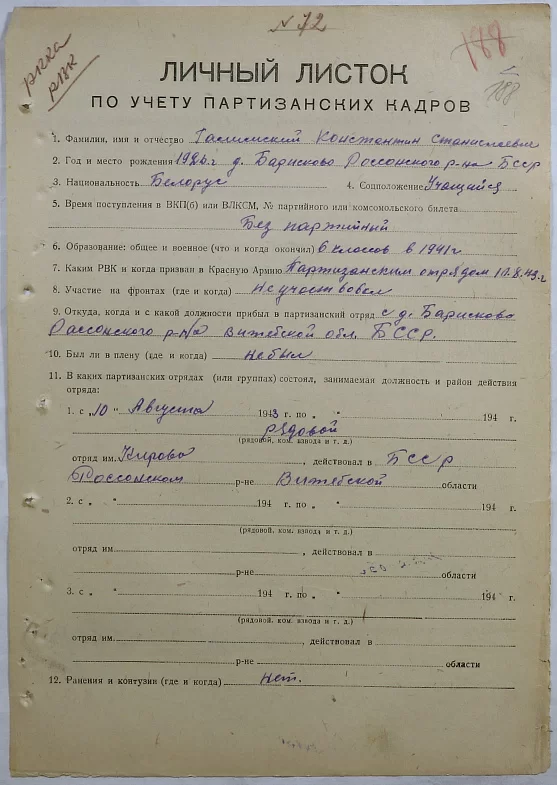 № 72
188
РККА
РВК
188
ЛИЧНЫЙ ЛИСТОК
ПО УЧЕТУ ПАРТИЗАНСКИХ КАДРОВ
1. Фамилия, имя и отчество Константин Станиславович
2. Год и место рождения 1926 г д. Барисково Россонского р-на БССР
3. Национальность Белорус 4. Соцположение Учащийся
5. Время поступления в ВКП(б) или ВЛКСМ, № партийного или комсомольского билета
Без партийный
6. Образование: общее и военное (что и когда окончил) 6 классов в 1941 г
7. Каким РВК и когда призван в Красную Армию Партизанским отрядом 10.8.43 г
8. Участие на фронтах (где и когда) Не участвовал
9. Откуда, когда и с какой должности прибыл в партизанский отряд с д. Барисково
Россонского р-на Витебской обл. БССР.
10. Был ли в плену (где и когда) не был
11. В каких партизанских отрядах (или группах) состоял, занимаемая должность и район действия
отряда:
1. с „10" Августа 1943 г. по „ " 194 г.
рядовой
(рядовой, ком. взвода и т. д.)
отряд им. Кирова , действовал в БССР
Россонском р-не Витебской области
2. с „ " 194 г. по „ " 194 г.
(рядовой, ком. взвода и т. д.)
отряд им. , действовал в
р-не области
3. с „ " 194 г. по „ " 194 г.
(рядовой, ком. взвода и т. д.)
отряд им. , действовал в
р-не области
12. Ранения и контузии (где и когда) нет.